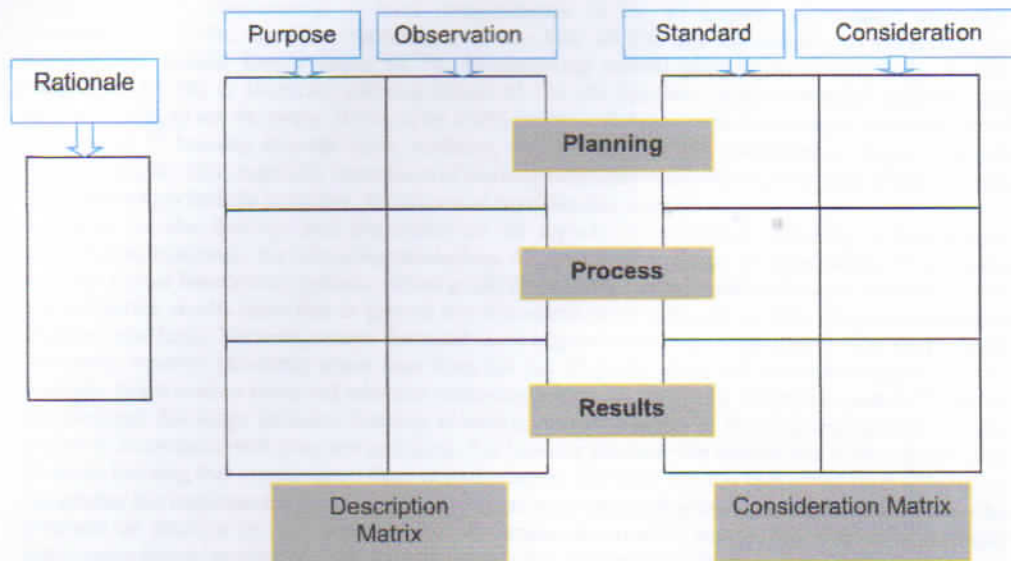 Purpose
Observation
Standard
Consideration
Rationale
Planning
Process
Results
Description
Matrix
Consideration Matrix